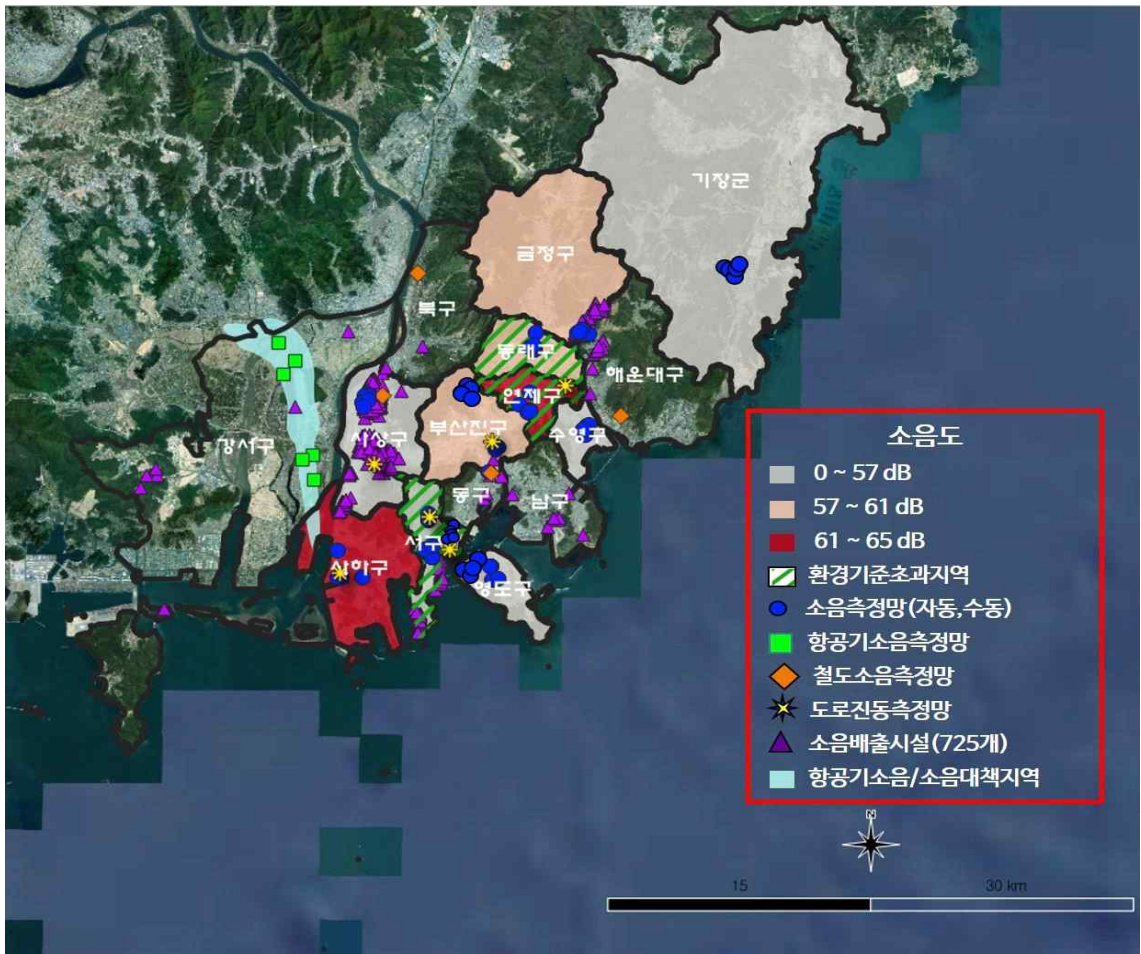 기장군
금정구
북구
동래구
해운대구
연제구
부산진구
수영구
사상구
강서구
동구
남구
서구
사하구
영도구
소음도
0 ~ 57 dB
57 ~ 61 dB
61 ~ 65 dB
환경기준초과지역
소음측정망(자동,수동)
항공기소음측정망
철도소음측정망
도로진동측정망
소음배출시설(725개)
항공기소음/소음대책지역
N
15 30 km